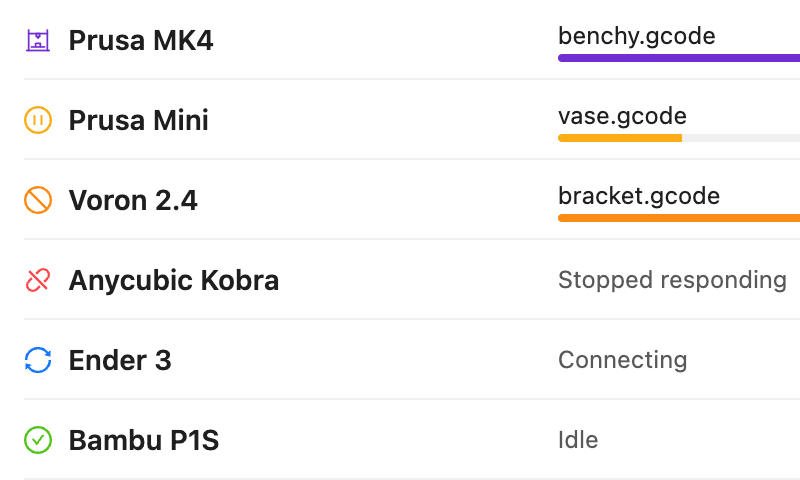 Prusa MK4
benchy.gcode
Prusa Mini
vase.gcode
Voron 2.4
bracket.gcode
Anycubic Kobra
Stopped responding
Ender 3
Connecting
Bambu P1S
Idle